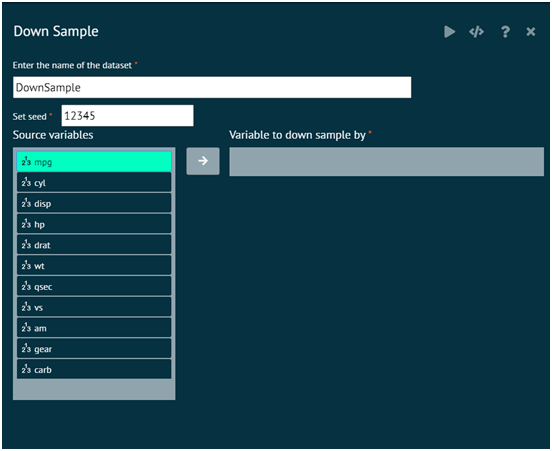 Down Sample
Enter the name of the dataset *
DownSample
Set seed * 12345
Source variables
Variable to down sample by *
mpg
cyl
disp
hp
drat
wt
qsec
vs
am
gear
carb